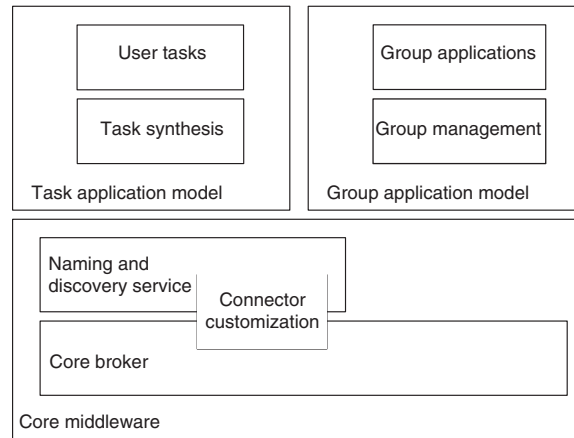 User tasks
Task synthesis
Task application model
Group applications
Group management
Group application model
Naming and
discovery service
Connector
customization
Core broker
Core middleware